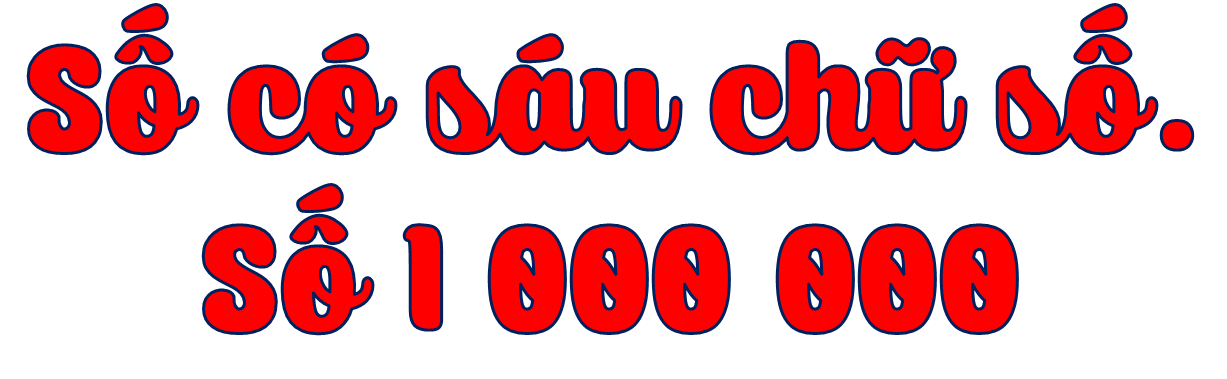 Số có sáu chữ số.
Số 1 000 000